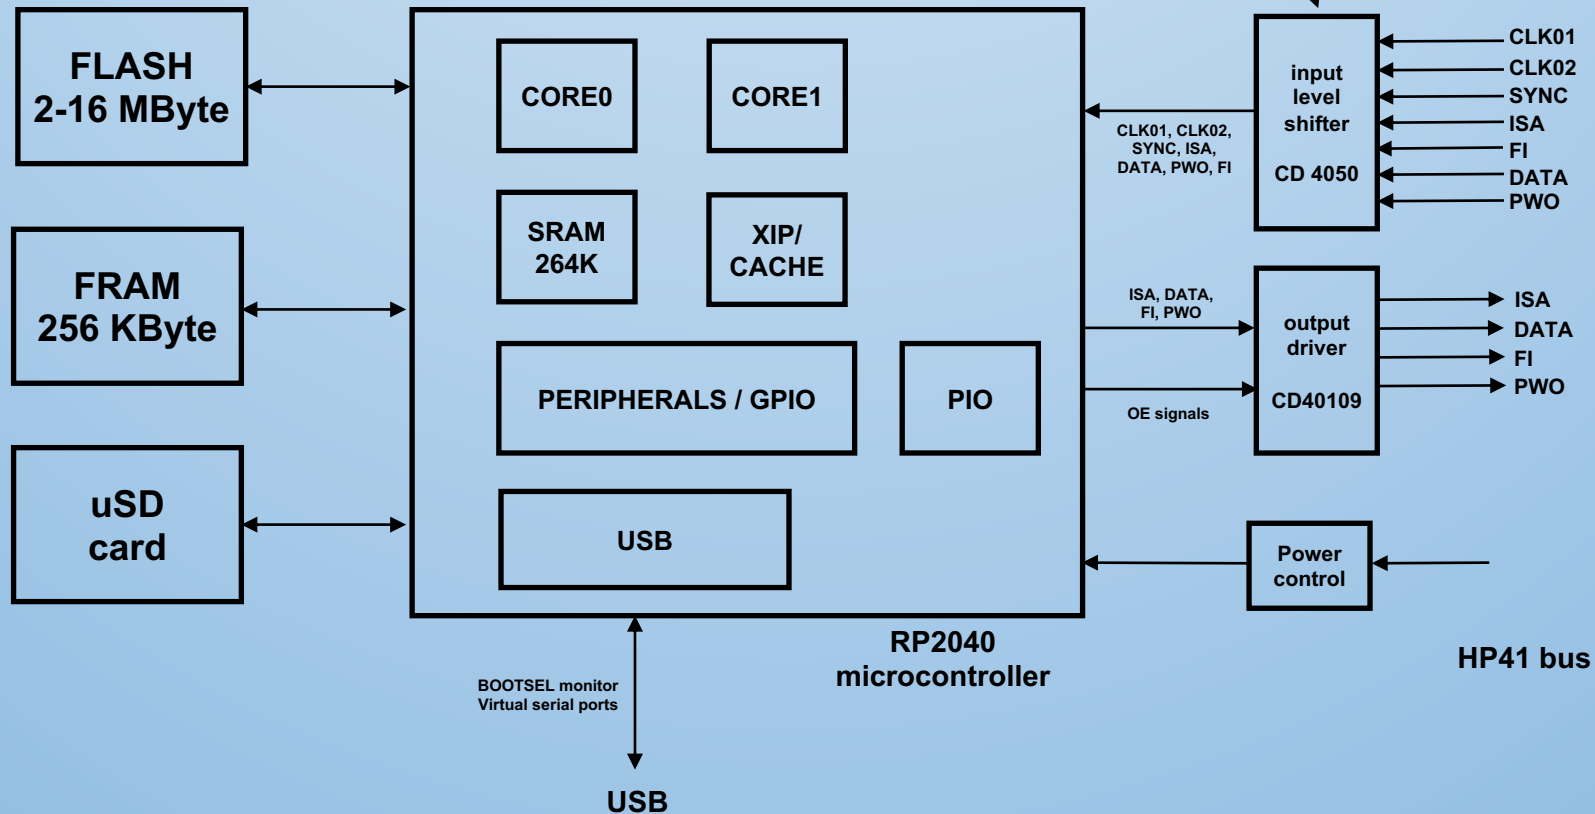 FLASH
2-16 MByte
FRAM
256 KByte
uSD
card
CORE0
CORE1
SRAM
264K
XIP/
CACHE
PERIPHERALS / GPIO
PIO
USB
RP2040
microcontroller
BOOTSEL monitor
Virtual serial ports
USB
CLK01, CLK02,
SYNC, ISA,
DATA, PWO, FI
input
level
shifter
CD 4050
CLK01
CLK02
SYNC
ISA
FI
DATA
PWO
ISA, DATA,
FI, PWO
OE signals
output
driver
CD40109
ISA
DATA
FI
PWO
Power
control
HP41 bus